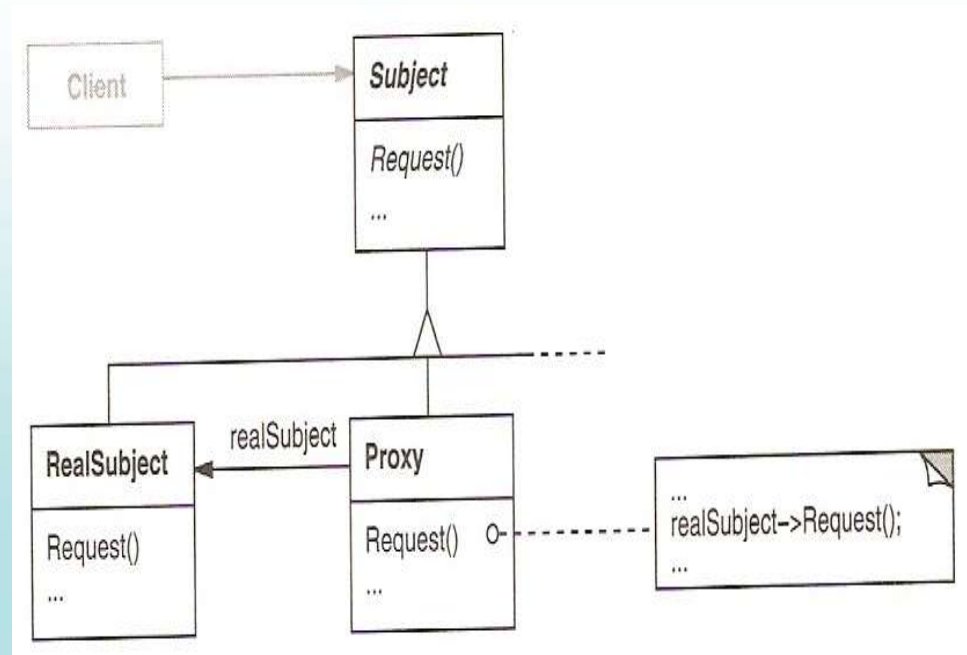 Client
Subject
Request()
...
realSubject
RealSubject
Request()
...
Proxy
Request()
...
...
realSubject->Request();
...